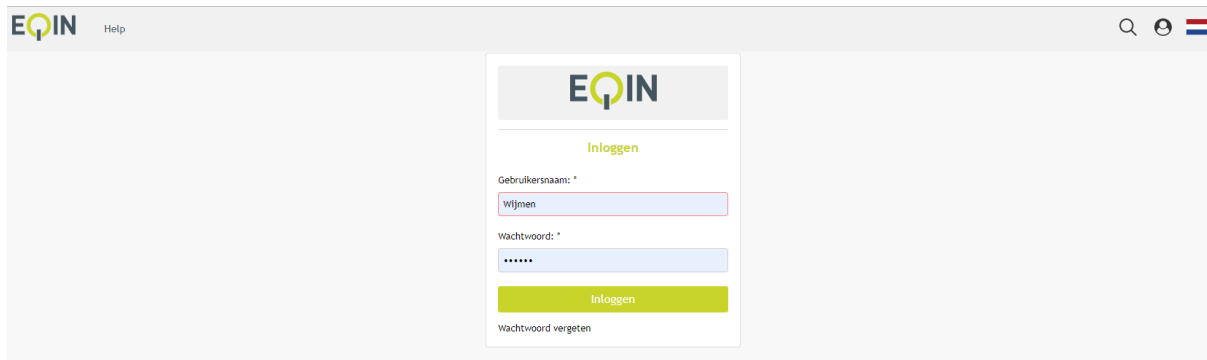 EQIN Help
EQIN
Inloggen
Gebruikersnaam: *
Wijmen
Wachtwoord: *
••••••
Inloggen
Wachtwoord vergeten